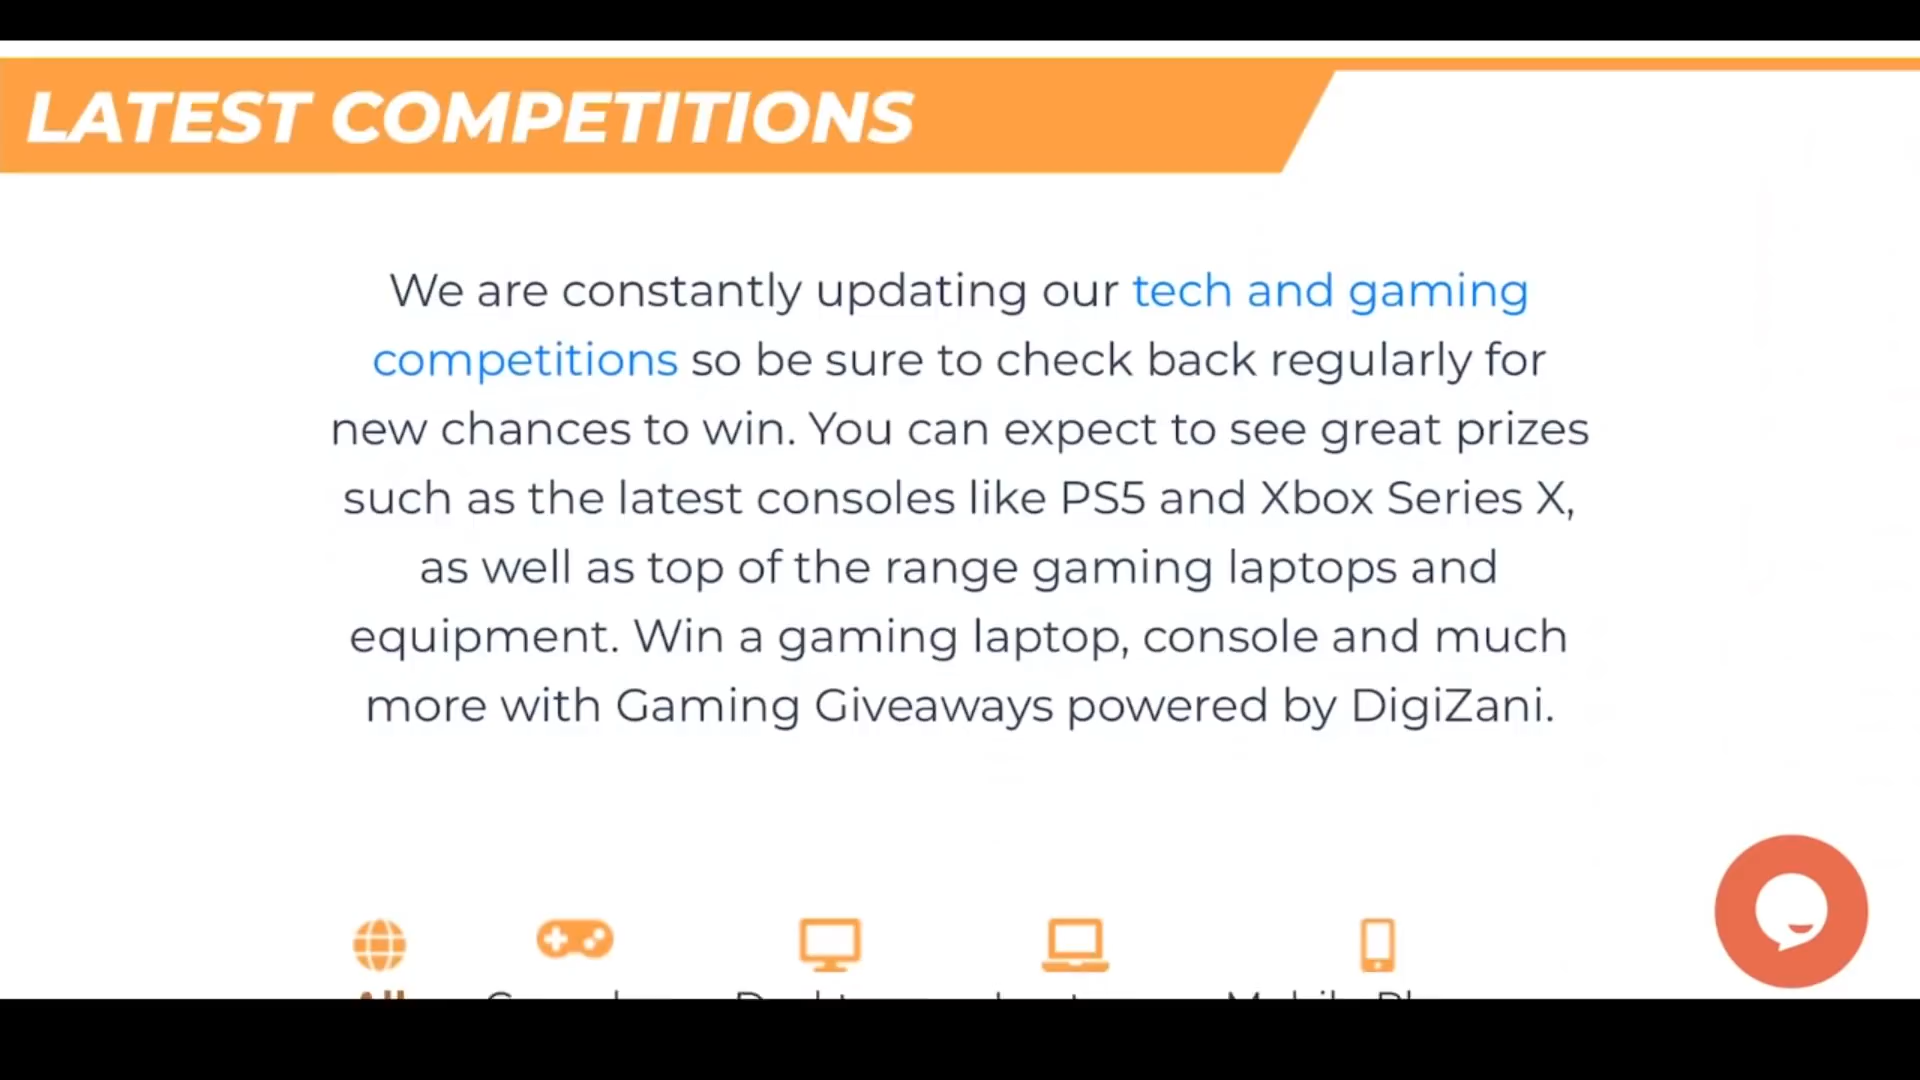 LATEST COMPETITIONS
We are constantly updating our tech and gaming
competitions so be sure to check back regularly for
new chances to win. You can expect to see great prizes
such as the latest consoles like PS5 and Xbox Series X,
as well as top of the range gaming laptops and
equipment. Win a gaming laptop, console and much
more with Gaming Giveaways powered by DigiZani.
All